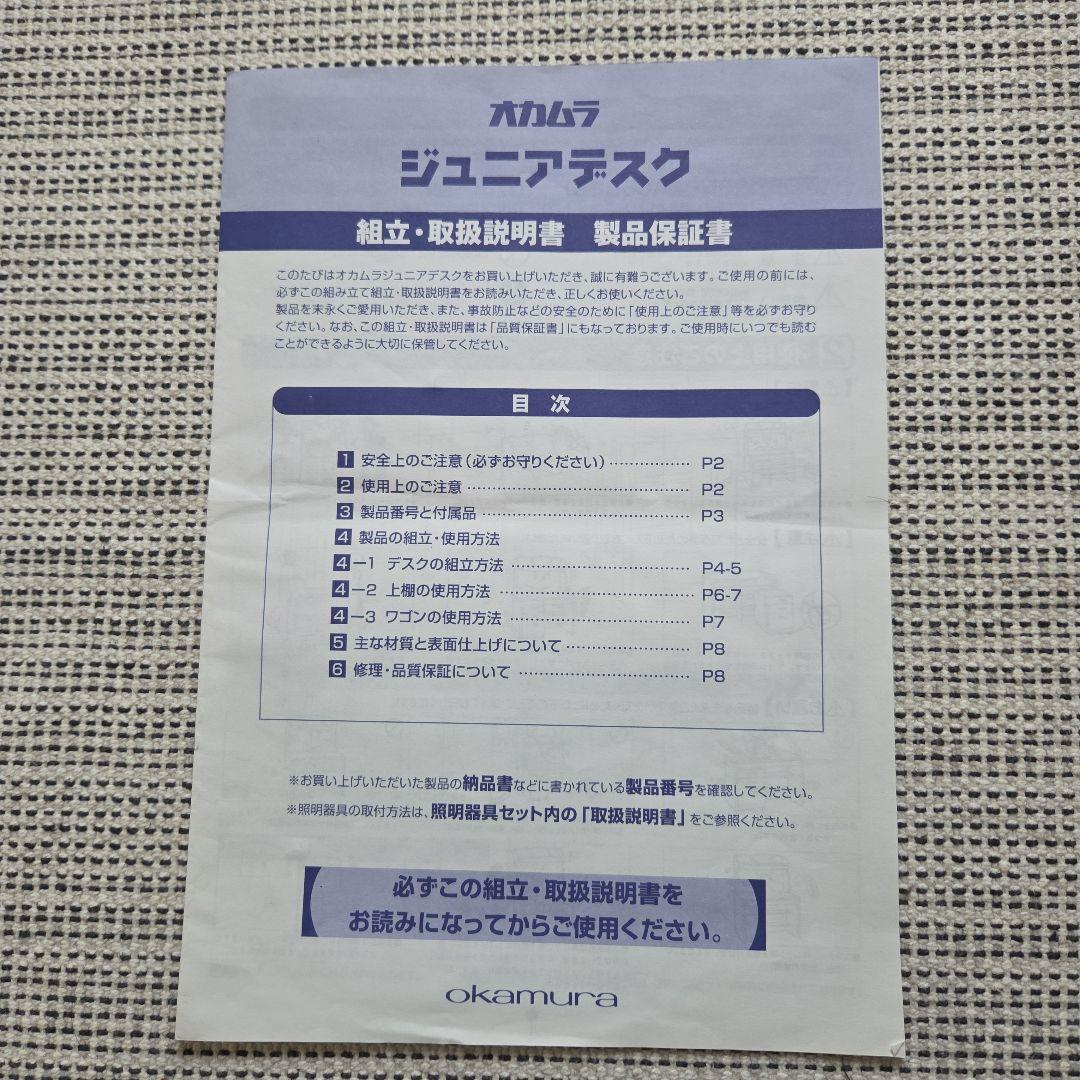 オカムラ
ジュニアデスク
組立・取扱説明書 製品保証書
このたびはオカムラジュニアデスクをお買い上げいただき、誠に有難うございます。ご使用の前には、
必ずこの組み立て組立・取扱説明書をお読みいただき、正しくお使いください。
製品を末永くご愛用いただき、また、事故防止などの安全のために「使用上のご注意」等を必ずお守り
ください。なお、この組立・取扱説明書は「品質保証書」にもなっております。ご使用時にいつでも読む
ことができるように大切に保管してください。
目 次
1 安全上のご注意(必ずお守りください)················ P2
2 使用上のご注意············································ P2
3 製品番号と付属品········································· P3
4 製品の組立・使用方法
4ー1 デスクの組立方法··································· P4-5
4ー2 上棚の使用方法······································ P6-7
4ー3 ワゴンの使用方法··································· P7
5 主な材質と表面仕上げについて························ P8
6 修理・品質保証について································· P8
※お買い上げいただいた製品の納品書などに書かれている製品番号を確認してください。
※照明器具の取付方法は、照明器具セット内の「取扱説明書」をご参照ください。
必ずこの組立・取扱説明書を
お読みになってからご使用ください。
okamura